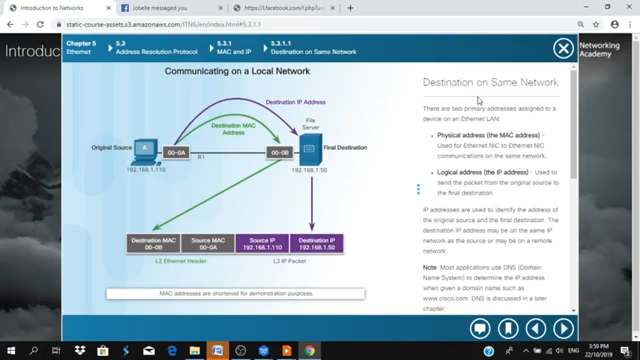 Introduction to Networks
Jobelle messaged you
https://l.facebook.com/l.php?u=
static-course-assets.s3.amazonaws.com/ITN6/en/index.html#5.3.1.1
Introduction
Networking
Academy
Chapter 5
Ethernet
5.3
Address Resolution Protocol
5.3.1
MAC and IP
5.3.1.1
Destination on Same Network
Communicating on a Local Network
Destination IP Address
Destination MAC
Address
File
Server
Original Source
A
00-0A
R1
00-0B
Final Destination
192.168.1.110
192.168.1.50
Destination MAC
00-0B
Source MAC
00-0A
Source IP
192.168.1.110
Destination IP
192.168.1.50
L2 Ethernet Header
L3 IP Packet
MAC addresses are shortened for demonstration purposes.
Destination on Same Network
There are two primary addresses assigned to a
device on an Ethernet LAN:
• Physical address (the MAC address) -
Used for Ethernet NIC to Ethernet NIC
communications on the same network.
• Logical address (the IP address) - Used to
send the packet from the original source to
the final destination.
IP addresses are used to identify the address of
the original source and the final destination. The
destination IP address may be on the same IP
network as the source or may be on a remote
network.
Note: Most applications use DNS (Domain
Name System) to determine the IP address
when given a domain name such as
www.cisco.com. DNS is discussed in a later
chapter.
3:59 PM
22/10/2019